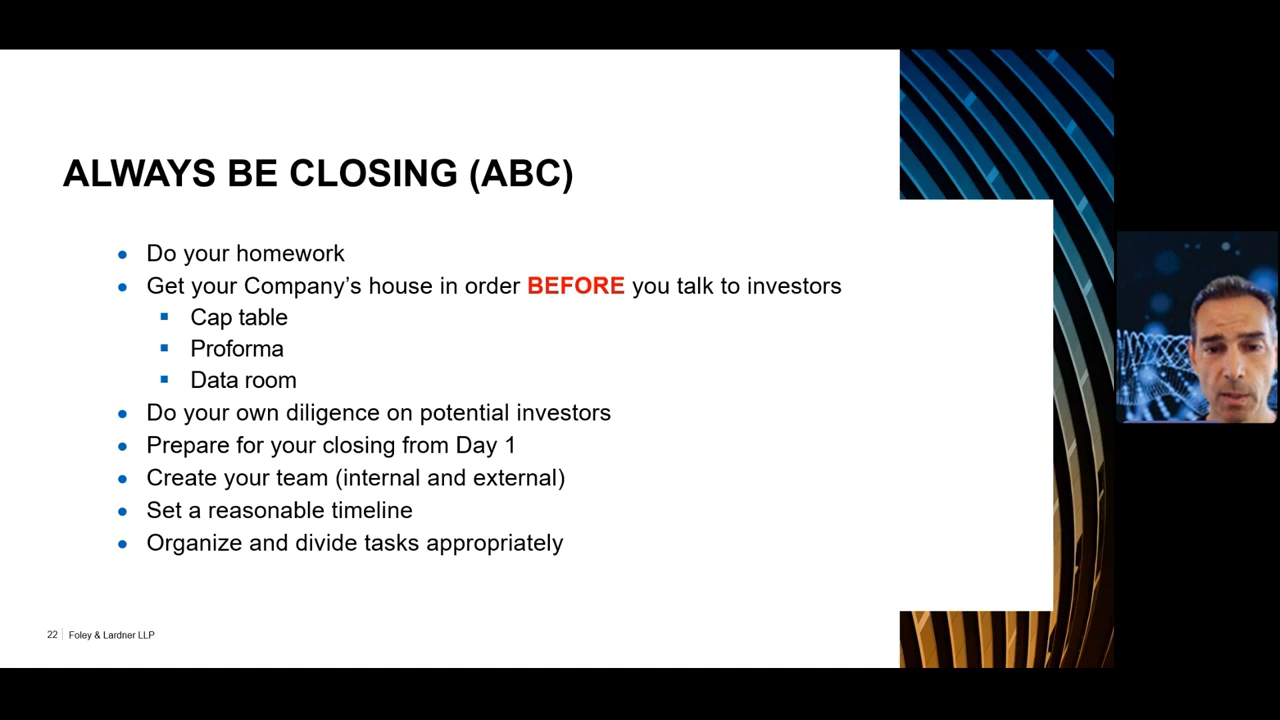 ALWAYS BE CLOSING (ABC)
Do your homework
Get your Company's house in order BEFORE you talk to investors
Cap table
Proforma
Data room
Do your own diligence on potential investors
Prepare for your closing from Day 1
Create your team (internal and external)
Set a reasonable timeline
Organize and divide tasks appropriately
22 Foley & Lardner LLP